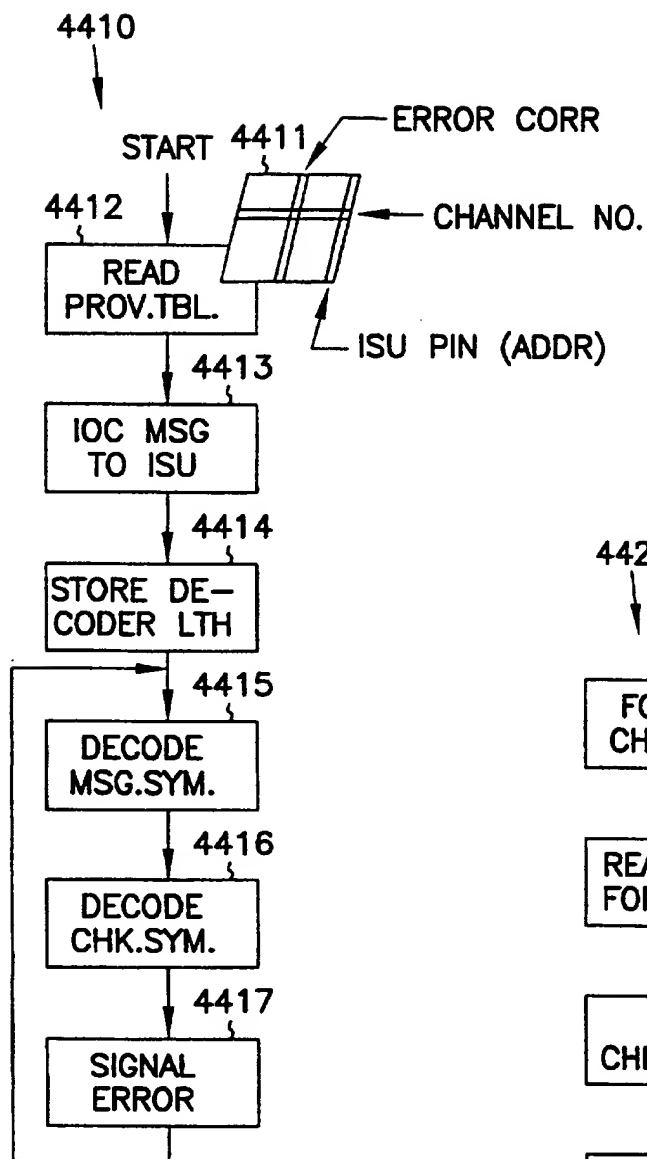 4410
START
4411
ERROR CORR
CHANNEL NO.
ISU PIN (ADDR)
4412
READ
PROV.TBL.
4413
IOC MSG
TO ISU
4414
STORE DE-
CODER LTH
4415
DECODE
MSG.SYM.
4416
DECODE
CHK.SYM.
4417
SIGNAL
ERROR